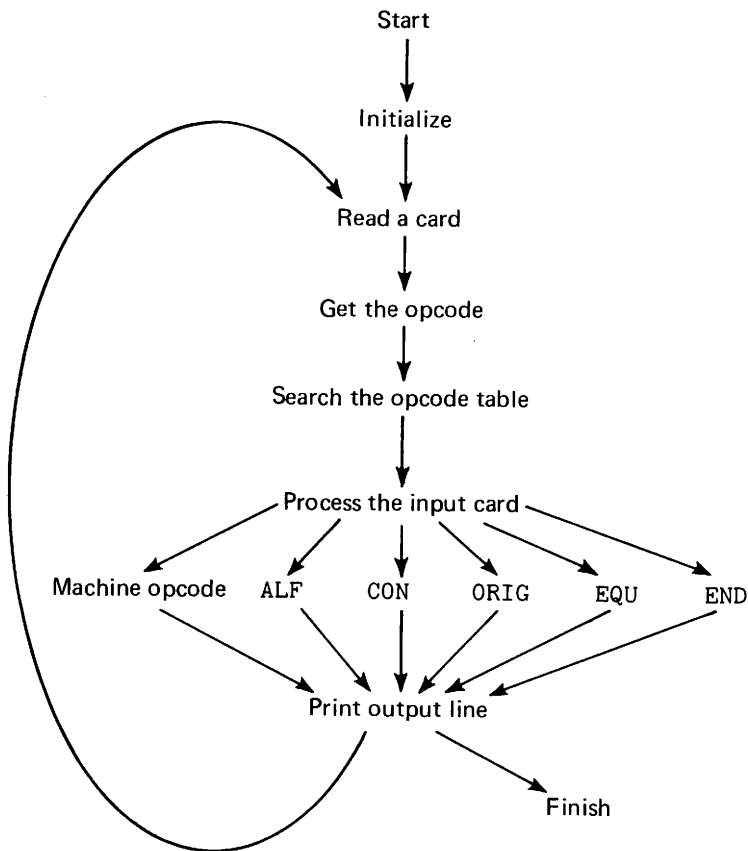 Start
Initialize
Read a card
Get the opcode
Search the opcode table
Process the input card
Machine opcode ALF CON ORIG EQU END
Print output line
Finish